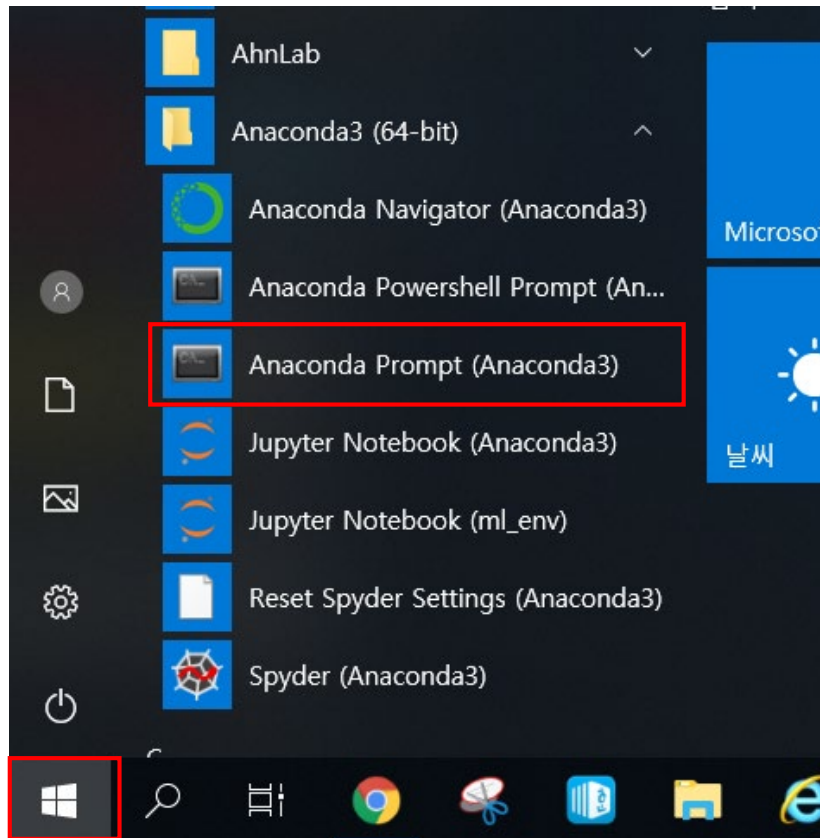 AhnLab
Anaconda3 (64-bit)
Anaconda Navigator (Anaconda3)
Microsof
Anaconda Powershell Prompt (An...
Anaconda Prompt (Anaconda3)
Jupyter Notebook (Anaconda3)
날씨
Jupyter Notebook (ml_env)
Reset Spyder Settings (Anaconda3)
Spyder (Anaconda3)